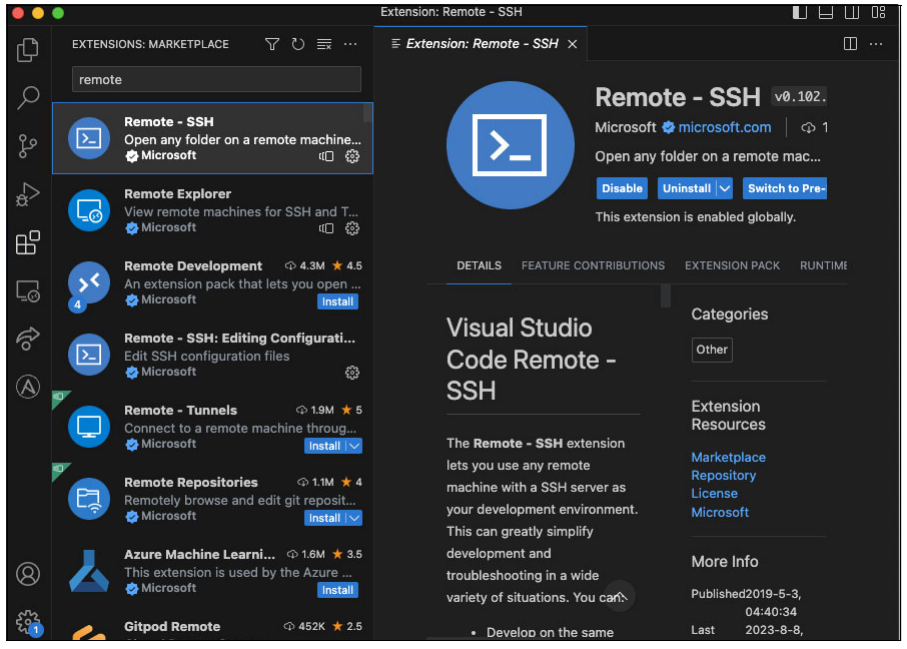 Extension: Remote - SSH
EXTENSIONS: MARKETPLACE
remote
Remote - SSH
Open any folder on a remote machine...
Microsoft
Remote Explorer
View remote machines for SSH and T...
Microsoft
Remote Development 4.3M ★ 4.5
An extension pack that lets you open ...
Microsoft Install
4
Remote - SSH: Editing Configurati...
Edit SSH configuration files
Microsoft
Remote - Tunnels 1.9M ★ 5
Connect to a remote machine throug...
Microsoft Install
Remote Repositories 1.1M ★ 4
Remotely browse and edit git reposit...
Microsoft Install
Azure Machine Learni... 1.6M ★ 3.5
This extension is used by the Azure ...
Microsoft Install
Gitpod Remote 452K ★ 2.5
1
Extension: Remote - SSH
Remote - SSH v0.102.
Microsoft microsoft.com 1
Open any folder on a remote mac...
Disable Uninstall Switch to Pre-
This extension is enabled globally.
DETAILS FEATURE CONTRIBUTIONS EXTENSION PACK RUNTIME
Visual Studio
Code Remote -
SSH
The Remote - SSH extension
lets you use any remote
machine with a SSH server as
your development environment.
This can greatly simplify
development and
troubleshooting in a wide
variety of situations. You can:
• Develop on the same
Categories
Other
Extension
Resources
Marketplace
Repository
License
Microsoft
More Info
Published 2019-5-3,
04:40:34
Last 2023-8-8,